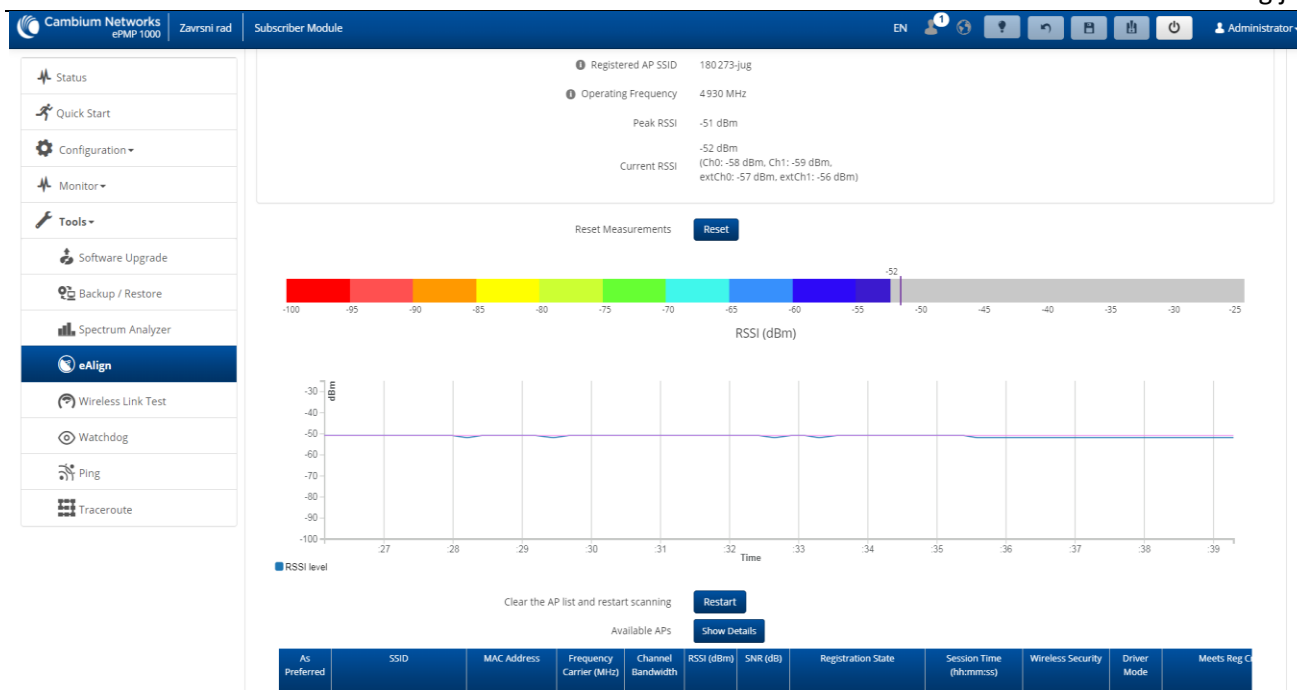 Cambium Networks
ePMP 1000
Zavrsni rad
Subscriber Module
EN
1
Administrator
Status
Quick Start
Configuration
Monitor
Tools
Software Upgrade
Backup / Restore
Spectrum Analyzer
eAlign
Wireless Link Test
Watchdog
Ping
Traceroute
Registered AP SSID 180273-jug
Operating Frequency 4930 MHz
Peak RSSI -51 dBm
Current RSSI -52 dBm
(Ch0: -58 dBm, Ch1: -59 dBm,
extCh0: -57 dBm, extCh1: -56 dBm)
Reset Measurements Reset
-52
-100 -95 -90 -85 -80 -75 -70 -65 -60 -55 -50 -45 -40 -35 -30 -25
RSSI (dBm)
dBm
-30
-40
-50
-60
-70
-80
-90
-100
:27 :28 :29 :30 :31 :32 :33 :34 :35 :36 :37 :38 :39
Time
RSSI level
Clear the AP list and restart scanning Restart
Available APs Show Details
As Preferred SSID MAC Address Frequency Carrier (MHz) Channel Bandwidth RSSI (dBm) SNR (dB) Registration State Session Time (hh:mm:ss) Wireless Security Driver Mode Meets Reg